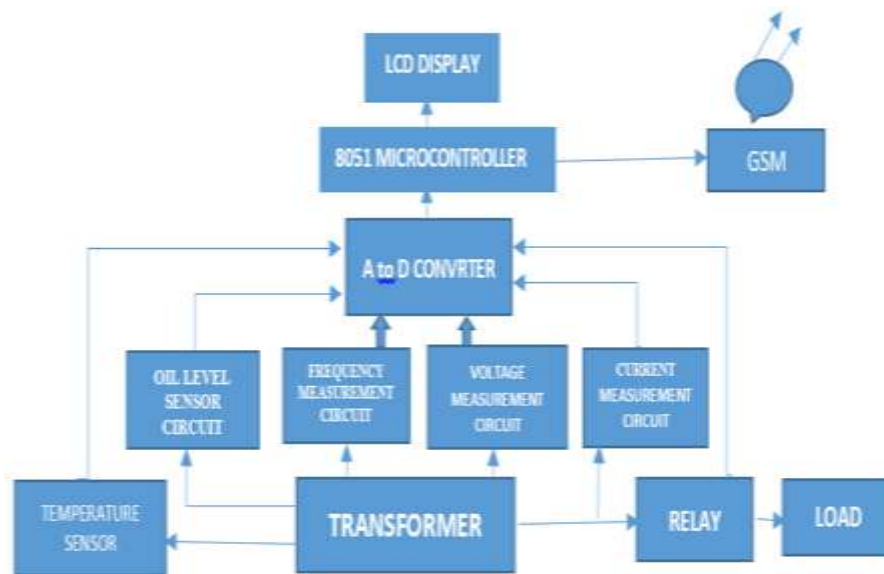 LCD DISPLAY
8051 MICROCONTROLLER
GSM
A to D CONVRTER
OIL LEVEL
SENSOR
CIRCUIT
FREQUENCY
MEASUREMENT
CIRCUIT
VOLTAGE
MEASUREMENT
CIRCUIT
CURRENT
MEASUREMENT
CIRCUIT
TEMPERATURE
SENSOR
TRANSFORMER
RELAY
LOAD